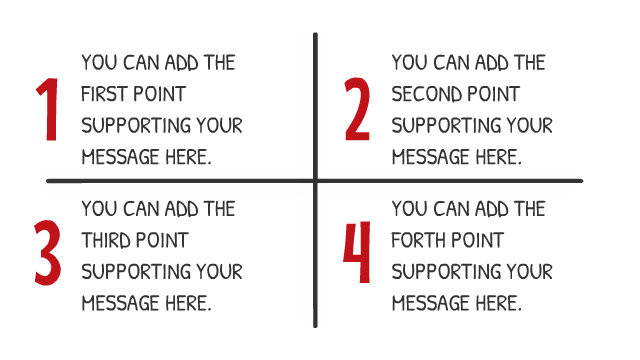 1
YOU CAN ADD THE
FIRST POINT
SUPPORTING YOUR
MESSAGE HERE.
2
YOU CAN ADD THE
SECOND POINT
SUPPORTING YOUR
MESSAGE HERE.
3
YOU CAN ADD THE
THIRD POINT
SUPPORTING YOUR
MESSAGE HERE.
4
YOU CAN ADD THE
FORTH POINT
SUPPORTING YOUR
MESSAGE HERE.